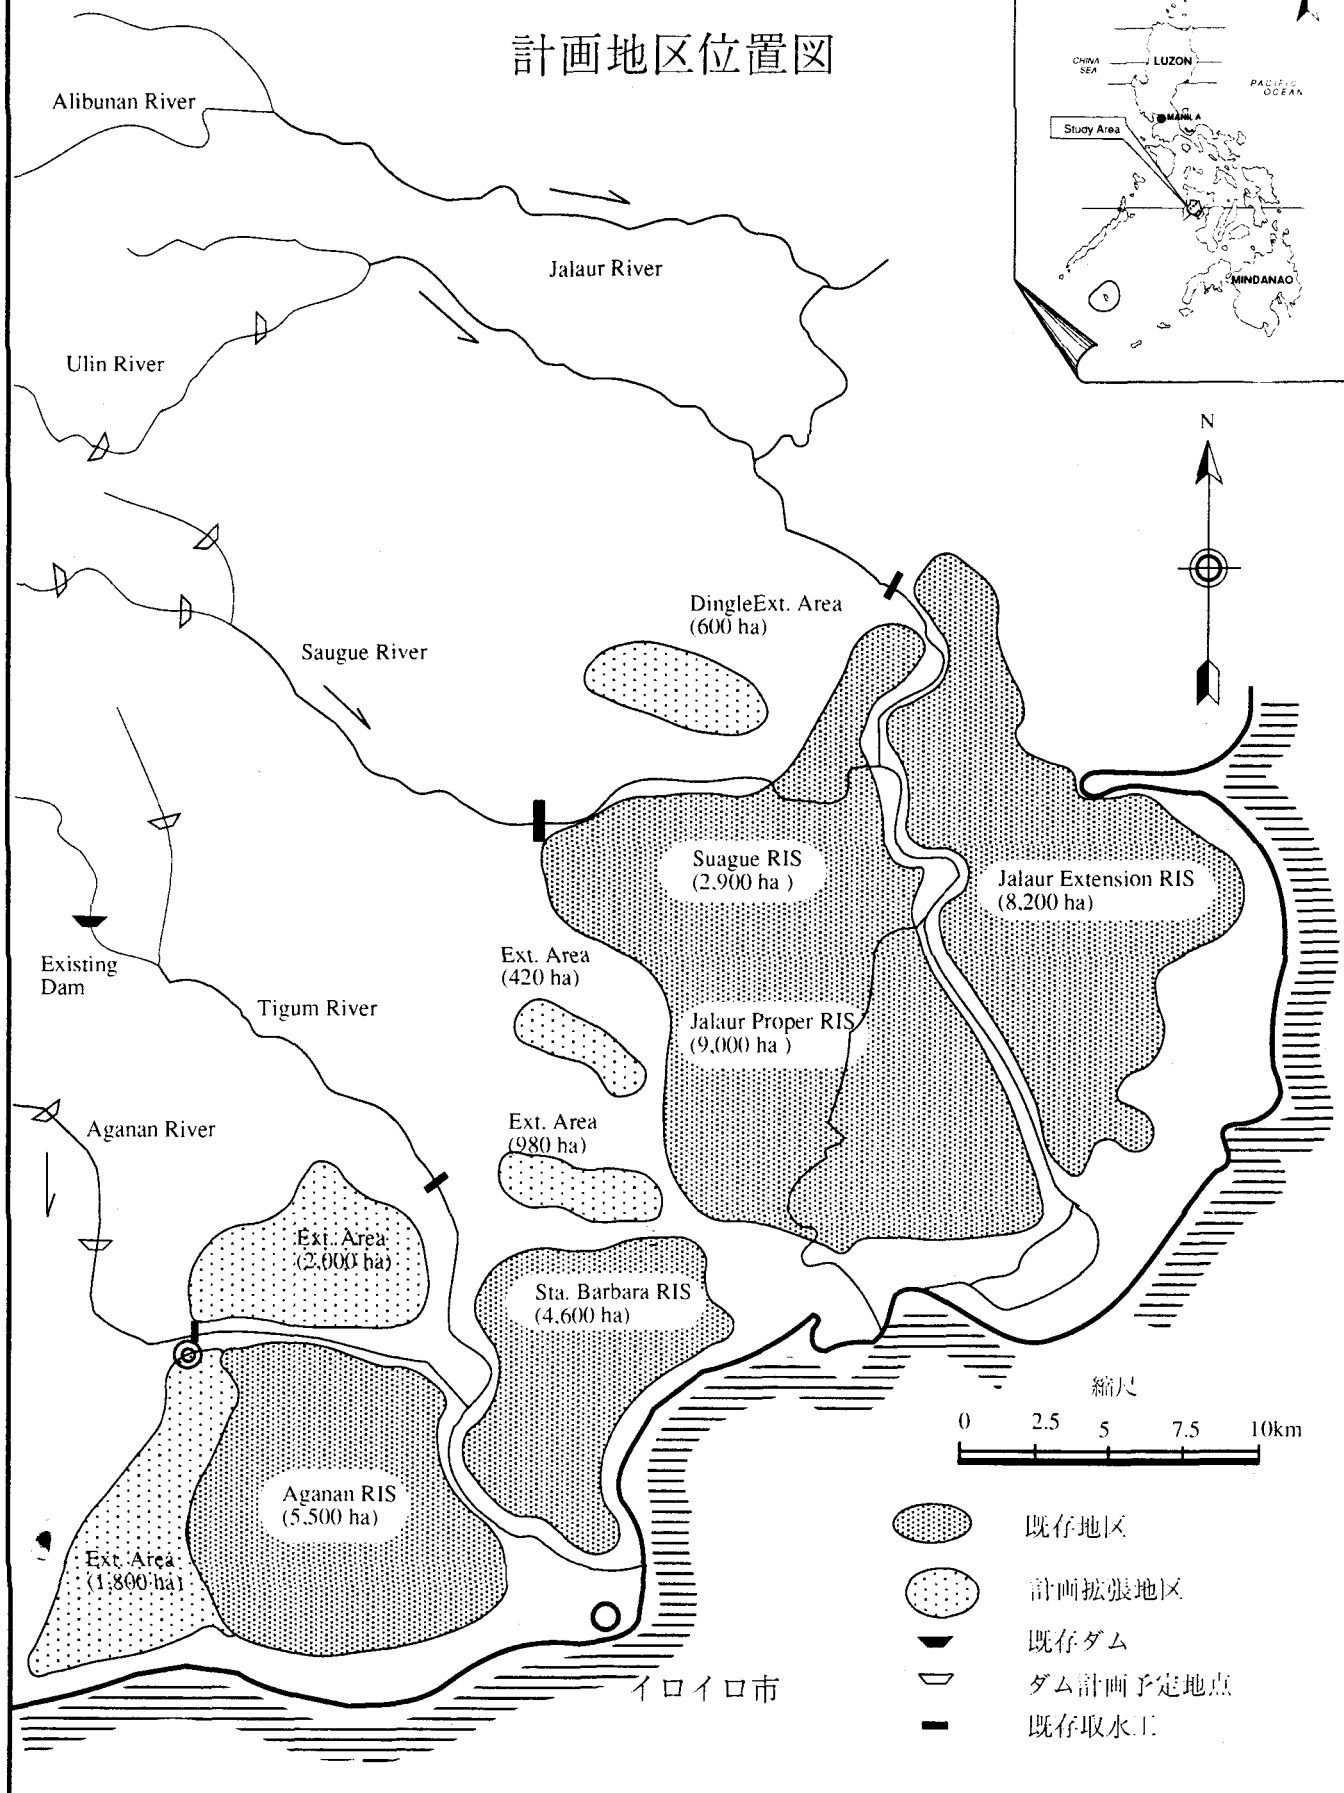 計画地区位置図
CHINA
SEA
LUZON
PACIFIC
OCEAN
MANILA
Study Area
MINDANAO
Alibunan River
Jalaur River
Ulin River
N
DingleExt. Area
(600 ha)
Saugue River
Suague RIS
(2,900 ha )
Jalaur Extension RIS
(8,200 ha)
Existing
Dam
Ext. Area
(420 ha)
Tigum River
Jalaur Proper RIS
(9,000 ha )
Aganan River
Ext. Area
(980 ha)
Ext. Area
(2,000 ha)
Sta. Barbara RIS
(4,600 ha)
縮尺
0 2.5 5 7.5 10km
Aganan RIS
(5,500 ha)
Ext. Area
(1,800 ha)
既存地区
計画拡張地区
既存ダム
イロイロ市
ダム計画予定地点
既存取水工